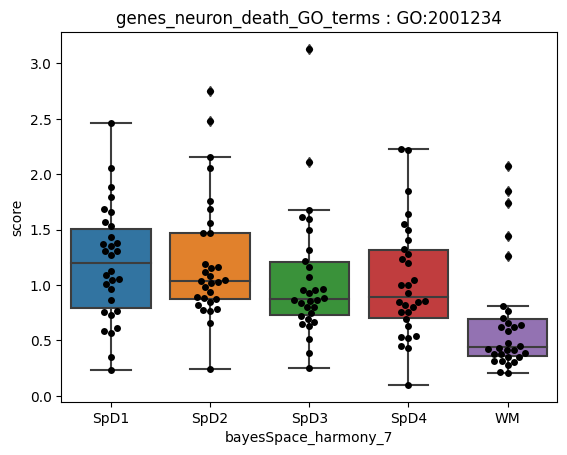 genes_neuron_death_GO_terms : GO:2001234
3.0
2.5
2.0
score
1.5
1.0
0.5
0.0
SpD1 SpD2 SpD3 SpD4 WM
bayesSpace_harmony_7